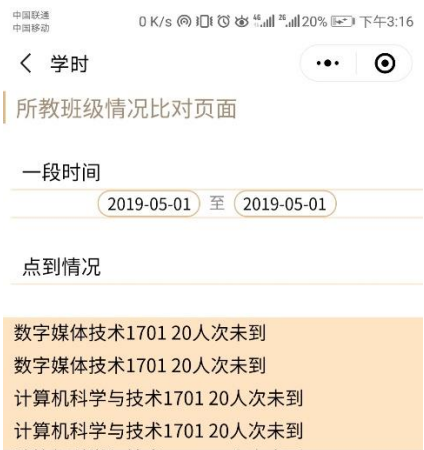 中国联通
中国移动
0 K/s 46 26 20% 下午3:16
学时
所教班级情况比对页面
一段时间
2019-05-01 至 2019-05-01
点到情况
数字媒体技术1701 20人次未到
数字媒体技术1701 20人次未到
计算机科学与技术1701 20人次未到
计算机科学与技术1701 20人次未到